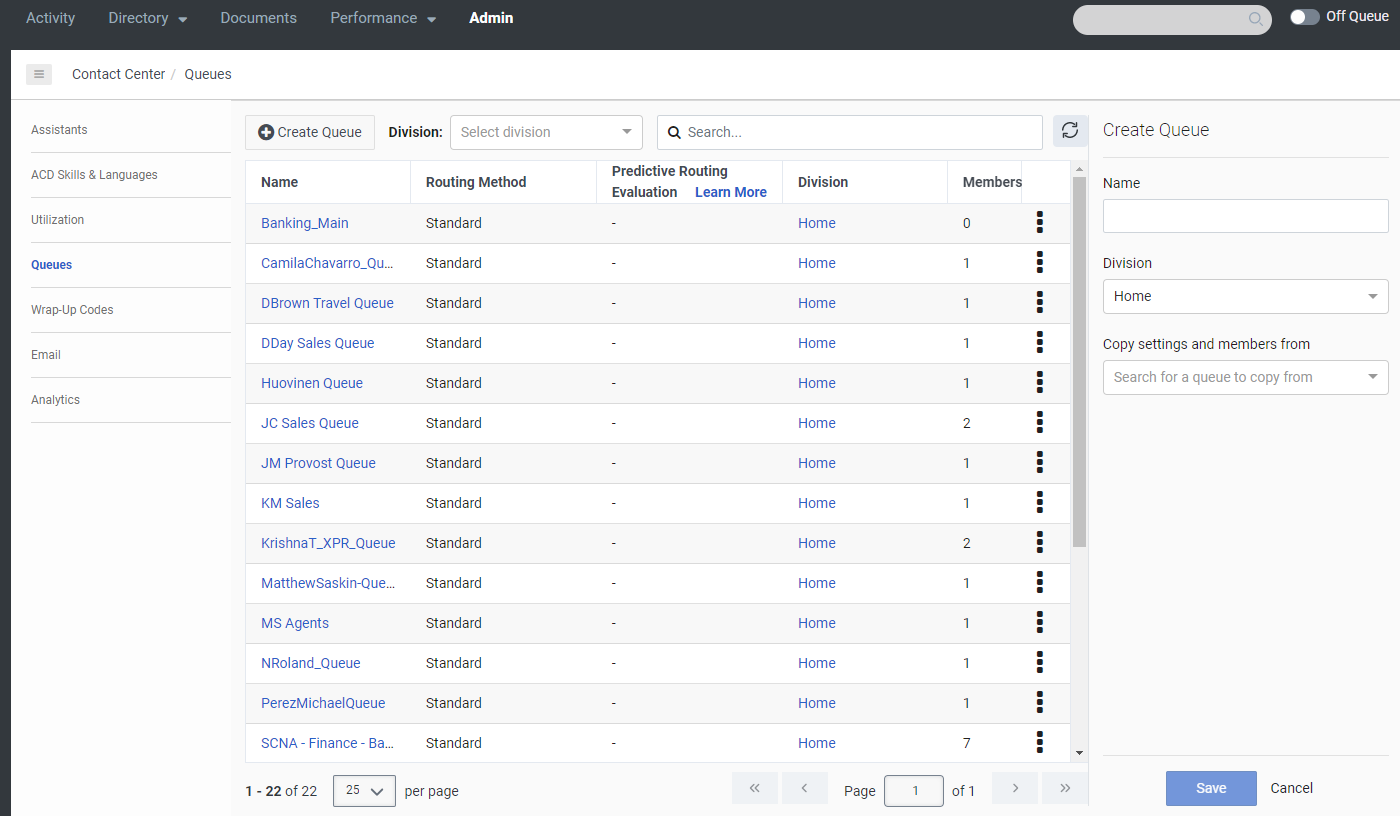 Activity Directory Documents Performance Admin Off Queue
Contact Center / Queues
Assistants
ACD Skills & Languages
Utilization
Queues
Wrap-Up Codes
Email
Analytics
Create Queue Division: Select division Search...
Name Routing Method Predictive Routing Evaluation Learn More Division Members
Banking_Main Standard - Home 0
CamilaChavarro_Qu... Standard - Home 1
DBrown Travel Queue Standard - Home 1
DDay Sales Queue Standard - Home 1
Huovinen Queue Standard - Home 1
JC Sales Queue Standard - Home 2
JM Provost Queue Standard - Home 1
KM Sales Standard - Home 1
KrishnaT_XPR_Queue Standard - Home 2
MatthewSaskin-Que... Standard - Home 1
MS Agents Standard - Home 1
NRoland_Queue Standard - Home 1
PerezMichaelQueue Standard - Home 1
SCNA - Finance - Ba... Standard - Home 7
1 - 22 of 22 25 per page Page 1 of 1
Create Queue
Name
Division
Home
Copy settings and members from
Search for a queue to copy from
Save Cancel